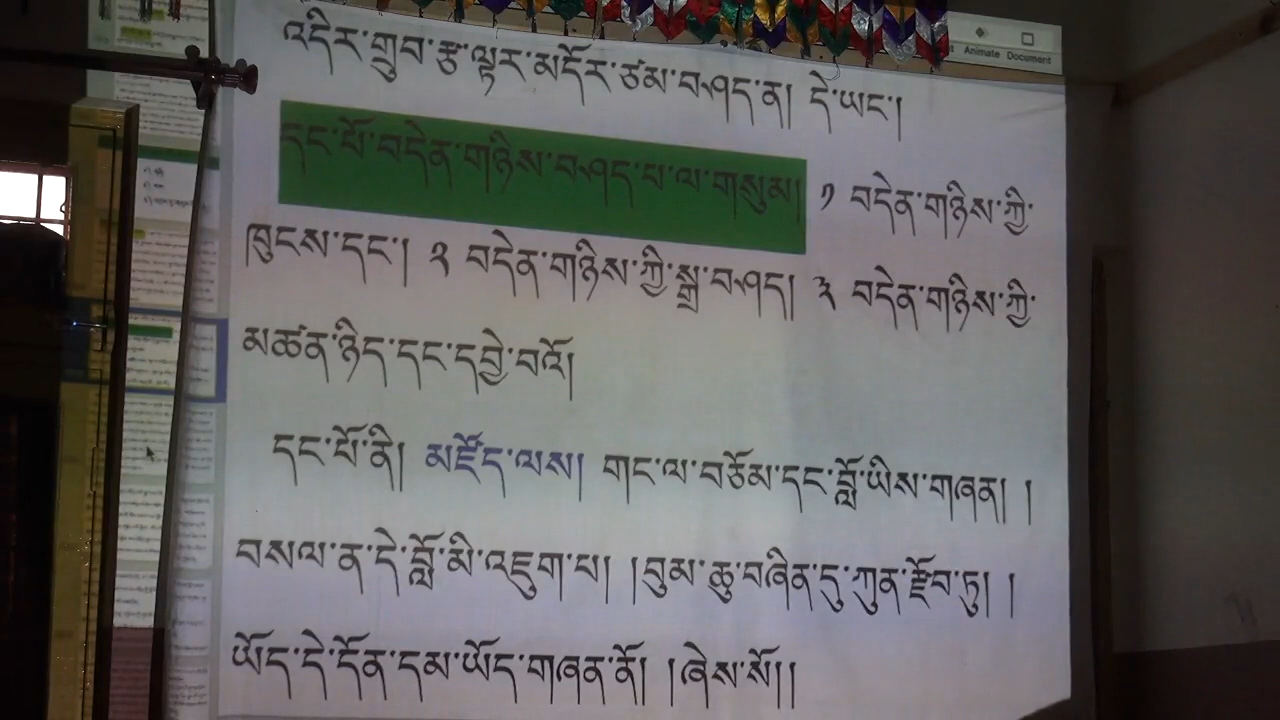 Animate Document
འདིར་གྲུབ་རྩ་ལྟར་མདོར་ཙམ་བཤད་ན། དེ་ཡང་།
དང་པོ་བདེན་གཉིས་བཤད་པ་ལ་གསུམ། ༡ བདེན་གཉིས་ཀྱི་
ཁུངས་དང་། ༢ བདེན་གཉིས་ཀྱི་སྒྲ་བཤད། ༣ བདེན་གཉིས་ཀྱི་
མཚན་ཉིད་དང་དབྱེ་བའོ།
དང་པོ་ནི། མཛོད་ལས། གང་ལ་བཅོམ་དང་བློ་ཡིས་གཞན། །
བསལ་ན་དེ་བློ་མི་འཇུག་པ། །བུམ་ཆུ་བཞིན་དུ་ཀུན་རྫོབ་ཏུ། །
ཡོད་དེ་དོན་དམ་ཡོད་གཞན་ནོ། །ཞེས་སོ།།